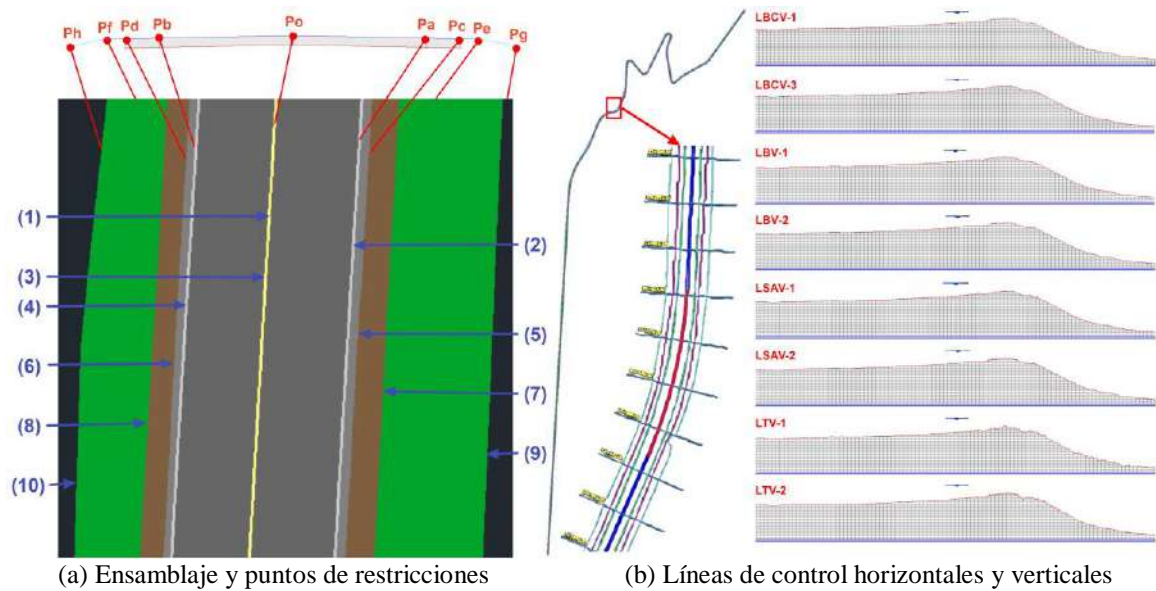 Ph Pf Pd Pb Po Pa Pc Pe Pg
(1)
(2)
(3)
(4)
(5)
(6)
(7)
(8)
(9)
(10)
LBCV-1
LBCV-3
LBV-1
LBV-2
LSAV-1
LSAV-2
LTV-1
LTV-2
(a) Ensamblaje y puntos de restricciones
(b) Líneas de control horizontales y verticales